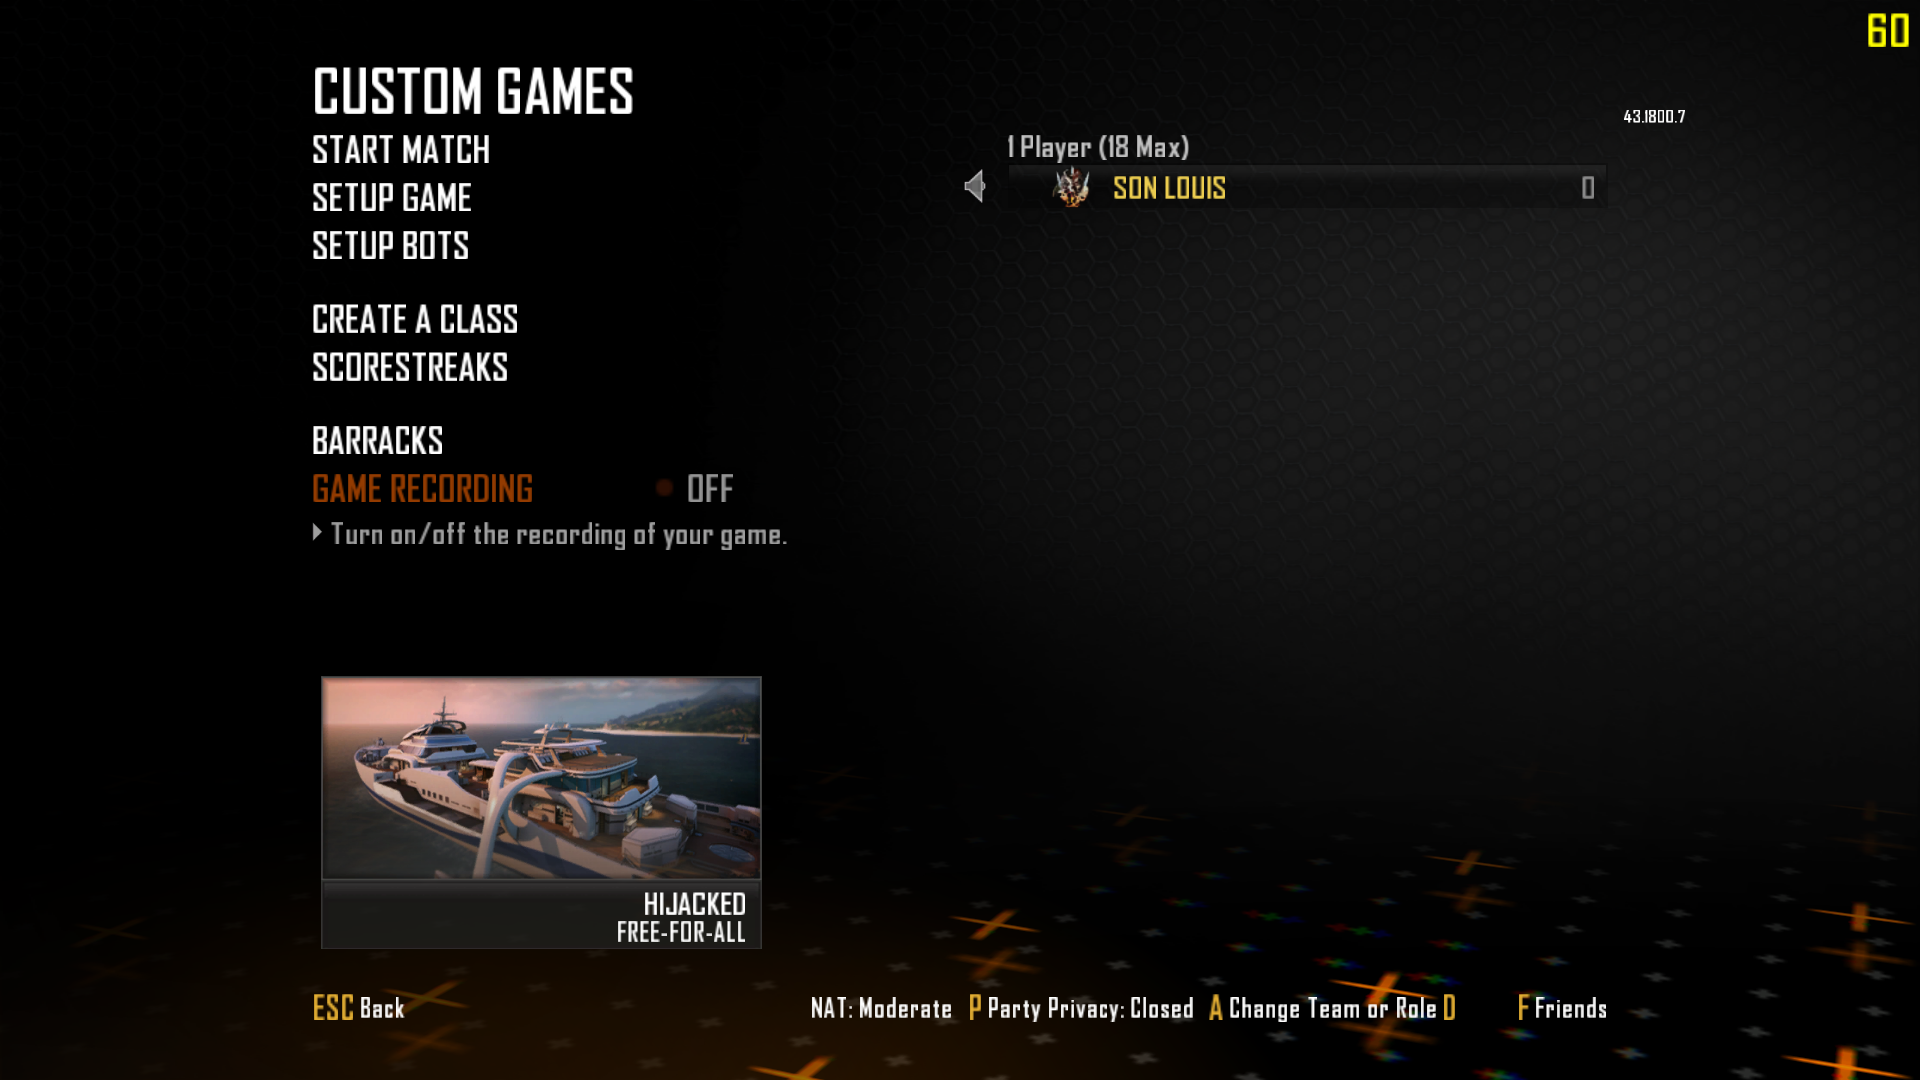 60
CUSTOM GAMES
43.1800.7
START MATCH
1 Player (18 Max)
SETUP GAME
SON LOUIS 0
SETUP BOTS
CREATE A CLASS
SCORESTREAKS
BARRACKS
GAME RECORDING OFF
Turn on/off the recording of your game.
HIJACKED
FREE-FOR-ALL
ESC Back NAT: Moderate P Party Privacy: Closed A Change Team or Role D F Friends